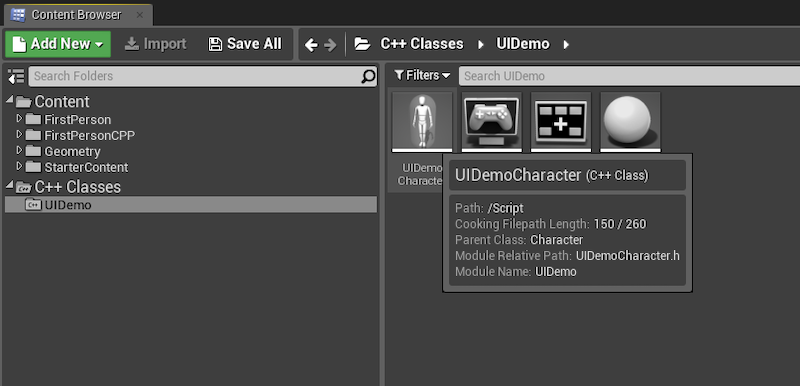 Content Browser
Add New
Import
Save All
C++ Classes
UIDemo
Search Folders
Filters
Search UIDemo
Content
FirstPerson
FirstPersonCPP
Geometry
StarterContent
C++ Classes
C++ UIDemo
UIDemo
Character
UIDemoCharacter (C++ Class)
Path: /Script
Cooking Filepath Length: 150 / 260
Parent Class: Character
Module Relative Path: UIDemoCharacter.h
Module Name: UIDemo